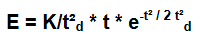 E = K/t²d * t * e-t² / 2 t²d